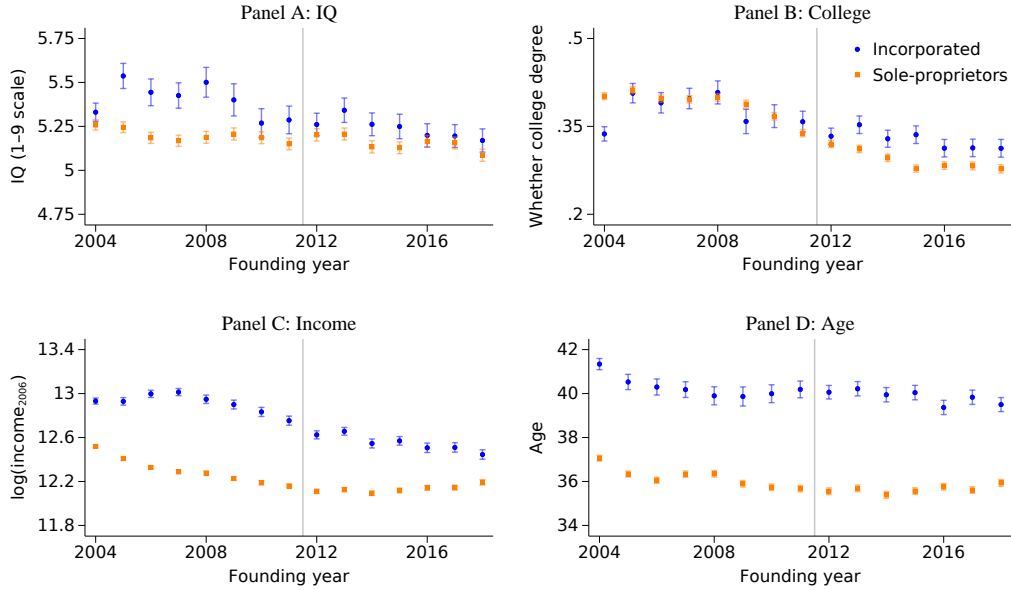 Panel A: IQ
5.75
5.5
5.25
5
4.75
IQ (1–9 scale)
2004 2008 2012 2016
Founding year
Panel B: College
.5
.35
.2
Whether college degree
Incorporated
Sole-proprietors
2004 2008 2012 2016
Founding year
Panel C: Income
13.4
13
12.6
12.2
11.8
log(income2006)
2004 2008 2012 2016
Founding year
Panel D: Age
42
40
38
36
34
Age
2004 2008 2012 2016
Founding year